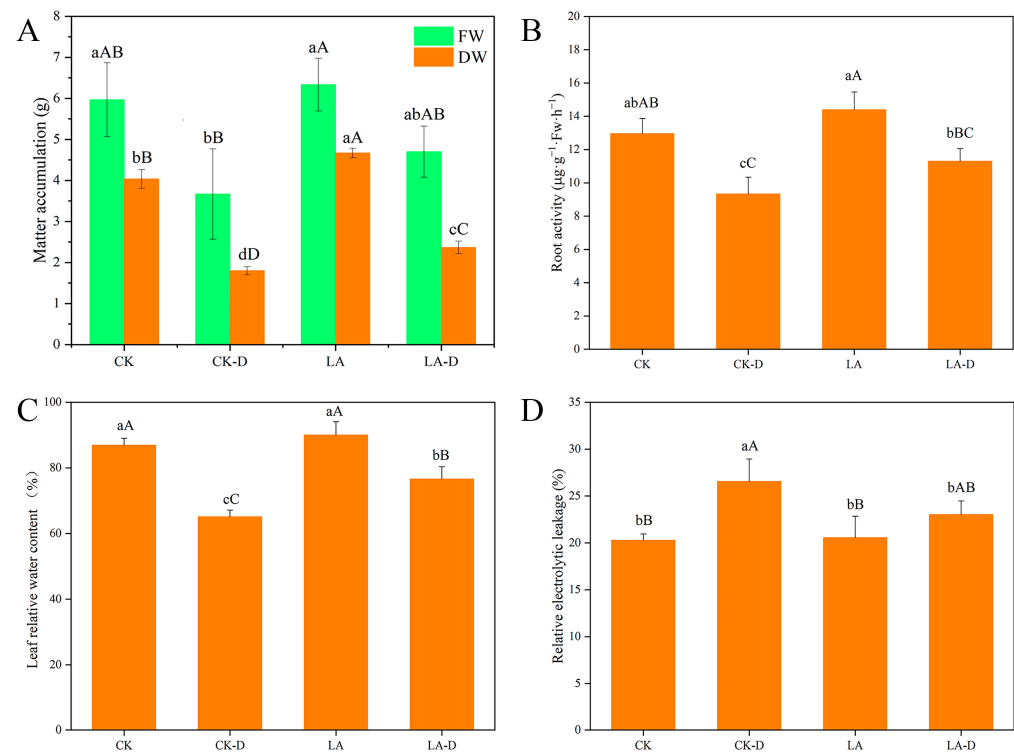 A
Matter accumulation (g)
8
7
6
5
4
3
2
1
0
FW
DW
aAB
bB
bB
dD
aA
aA
abAB
cC
CK
CK-D
LA
LA-D
B
Root activity (μg·g⁻¹·Fw·h⁻¹)
20
18
16
14
12
10
8
6
4
2
0
abAB
cC
aA
bBC
CK
CK-D
LA
LA-D
C
Leaf relative water content （%）
100
80
60
40
20
0
aA
cC
aA
bB
CK
CK-D
LA
LA-D
D
Relative electrolytic leakage (%)
35
30
25
20
15
10
5
0
bB
aA
bB
bAB
CK
CK-D
LA
LA-D